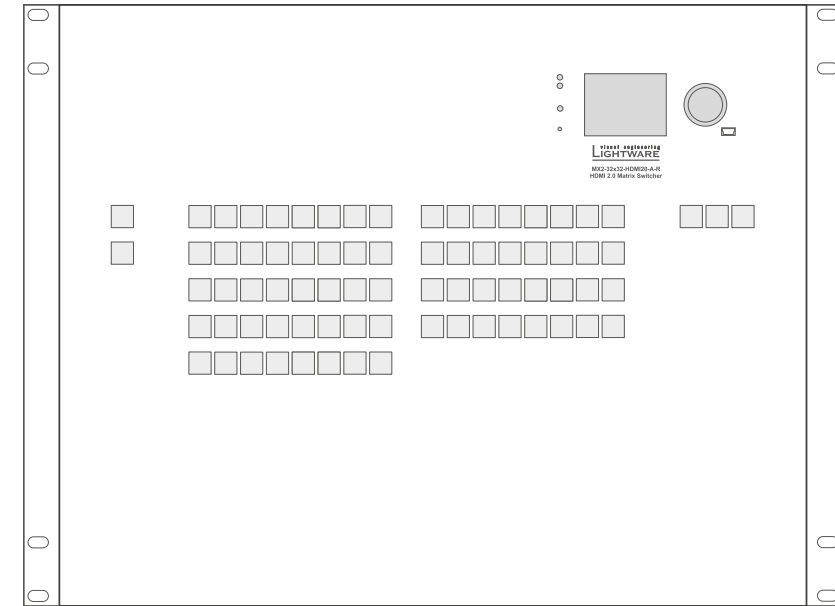 visual engineering
LIGHTWARE
MX2-32x32-HDMI20-A-R
HDMI 2.0 Matrix Switcher